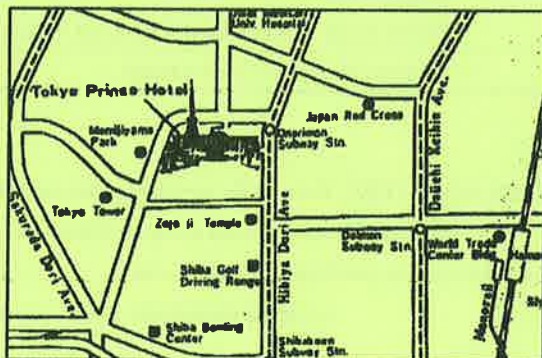 Univ. Hospital
Tokyo Prince Hotel
Japan Red Cross
Momijiyama
Park
Onarimon
Subway Stn.
Daiichi Keihin Ave.
Tokyo Tower
Sakurada Dori Ave.
Zojo ji Temple
Hibiya Dori Ave
Daimon
Subway Stn.
World Trade
Center Bldg.
Shiba Golf
Driving Range
Monorail
Shiba Bowling
Center
Shibakoen
Subway Stn.